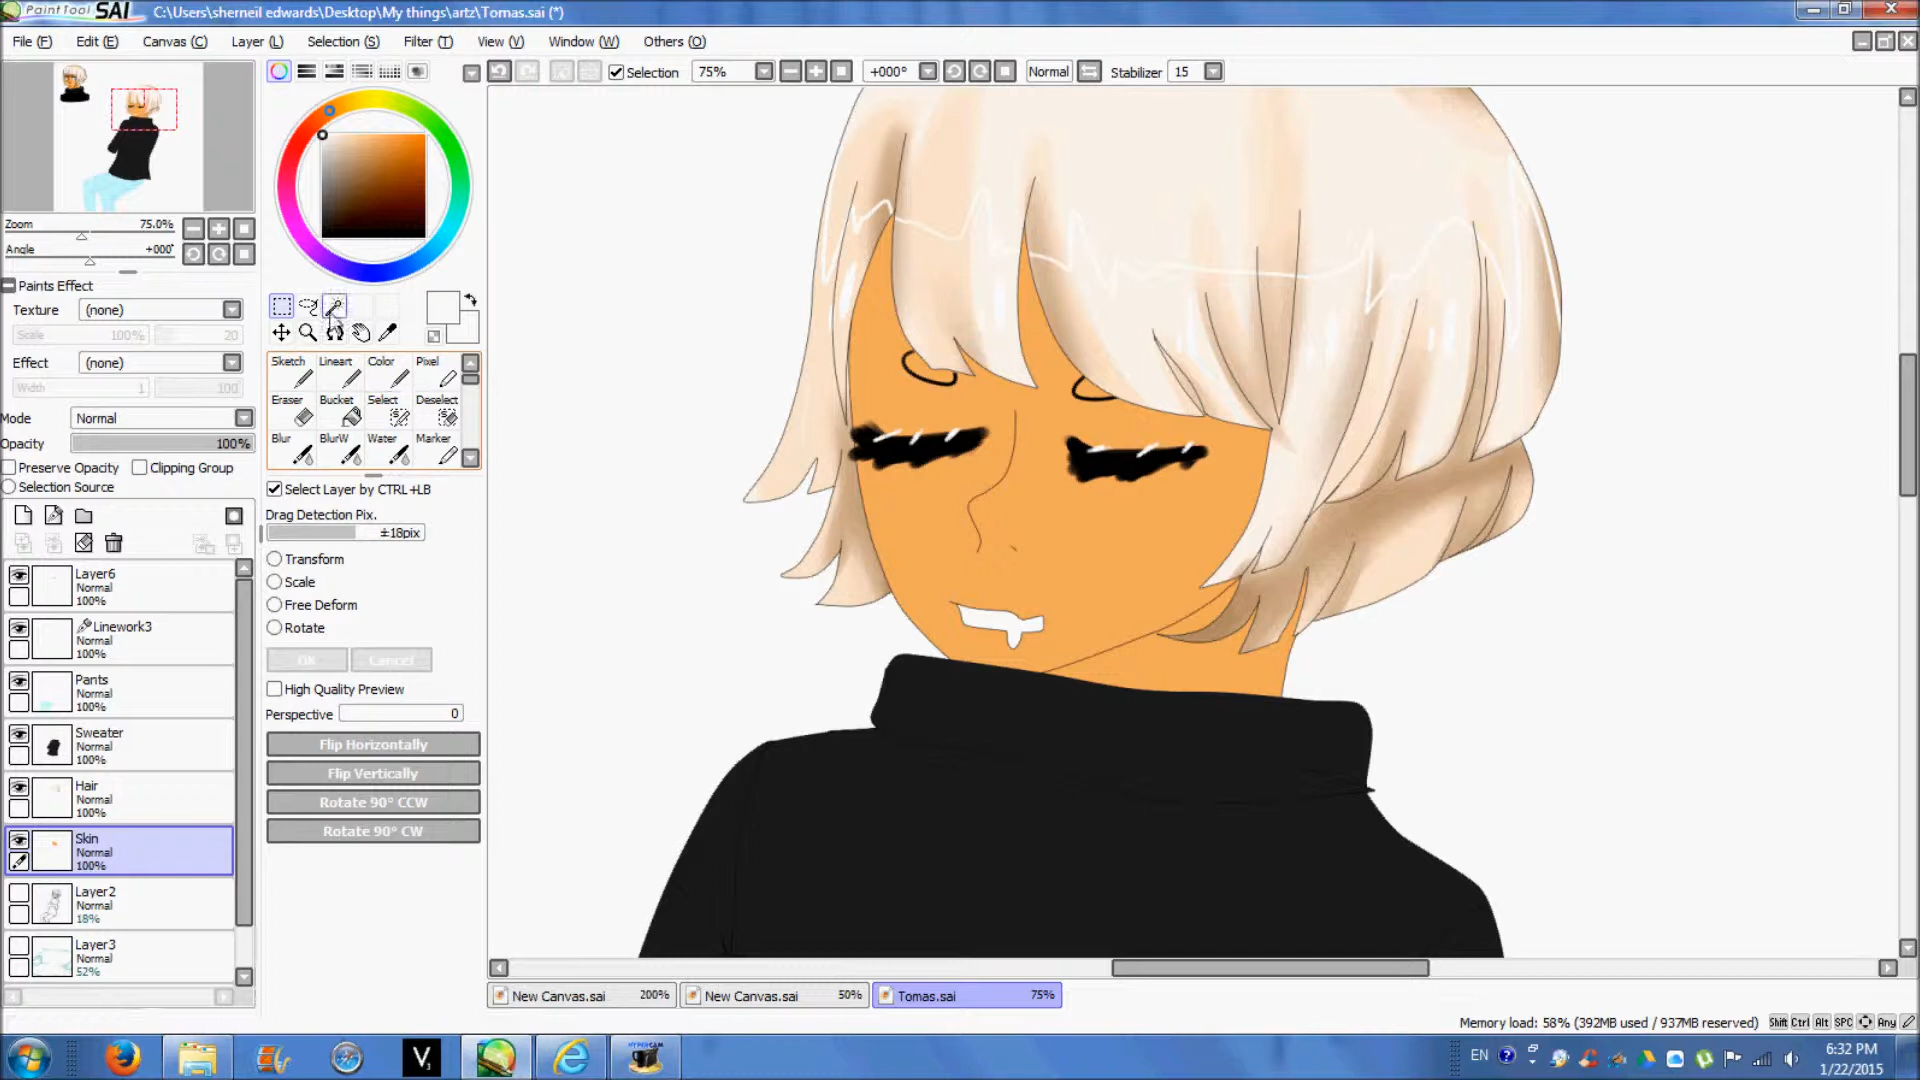 PaintTool SAI C:\Users\sherneil edwards\Desktop\My things\artz\Tomas.sai (*)
File (F) Edit (E) Canvas (C) Layer (L) Selection (S) Filter (T) View (V) Window (W) Others (O)
Selection 75% +000° Normal Stabilizer 15
Zoom 75.0%
Angle +000°
Paints Effect
Texture (none)
Scale 100% 20
Effect (none)
Width 1 100
Mode Normal
Opacity 100%
Preserve Opacity Clipping Group
Selection Source
Layer6
Normal
100%
Linework3
Normal
100%
Pants
Normal
100%
Sweater
Normal
100%
Hair
Normal
100%
Skin
Normal
100%
Layer2
Normal
18%
Layer3
Normal
52%
Sketch Lineart Color Pixel
Eraser Bucket Select Deselect
Blur BlurW Water Marker
Select Layer by CTRL+LB
Drag Detection Pix.
±18pix
Transform
Scale
Free Deform
Rotate
OK Cancel
High Quality Preview
Perspective 0
Flip Horizontally
Flip Vertically
Rotate 90° CCW
Rotate 90° CW
New Canvas.sai 200% New Canvas.sai 50% Tomas.sai 75%
Memory load: 58% (392MB used / 937MB reserved) Shift Ctrl Alt SPC Any
HYPERCAM
EN 6:32 PM
1/22/2015